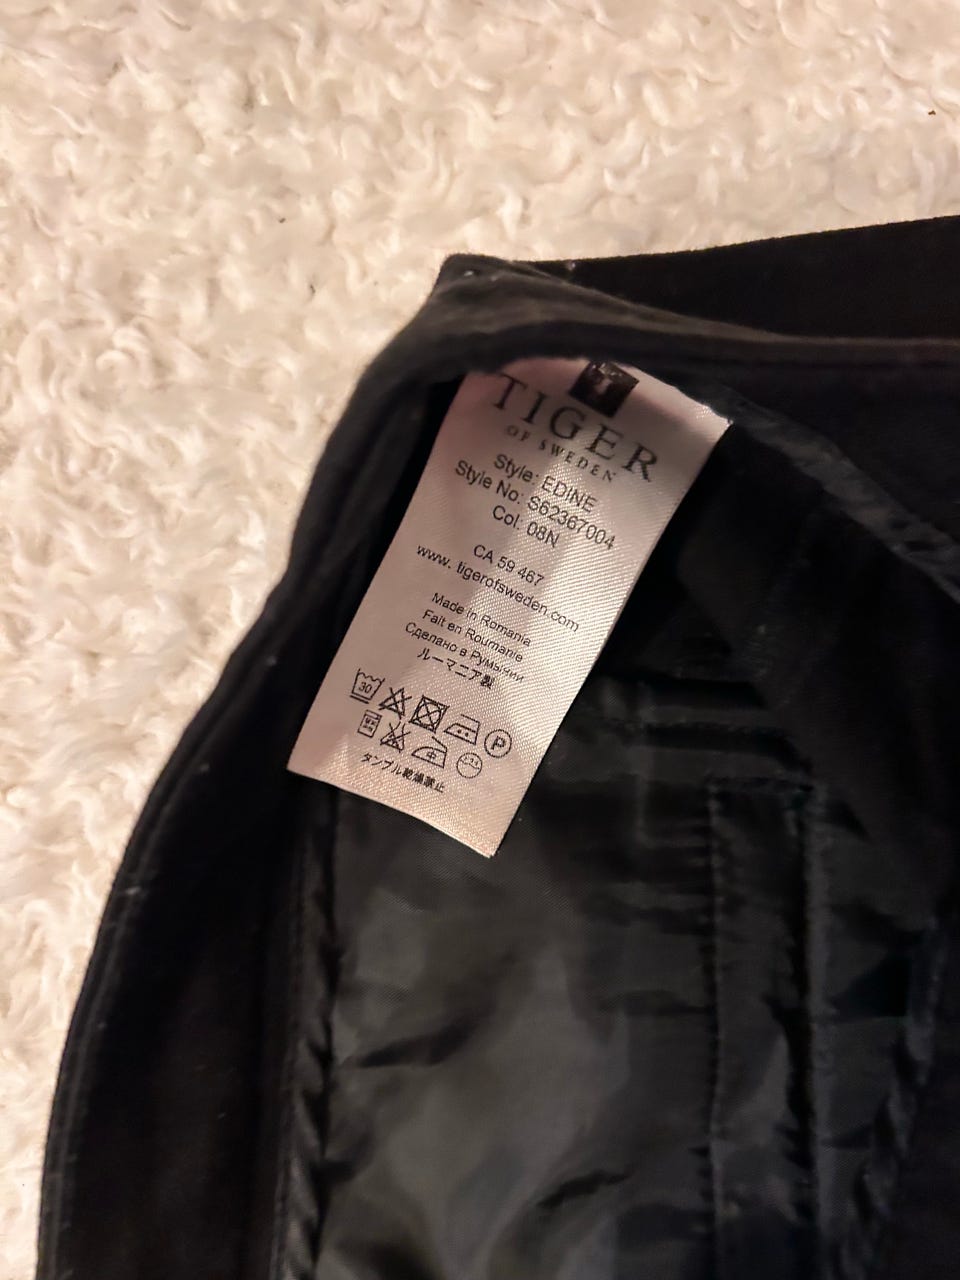 TIGER
OF SWEDEN
Style: EDINE
Style No: S62367004
Col: 08N
CA 59 467
www. tigerofsweden.com
Made in Romania
Fait en Roumanie
Сделано в Румынии
ルーマニア製
30
P
タンブル乾燥禁止